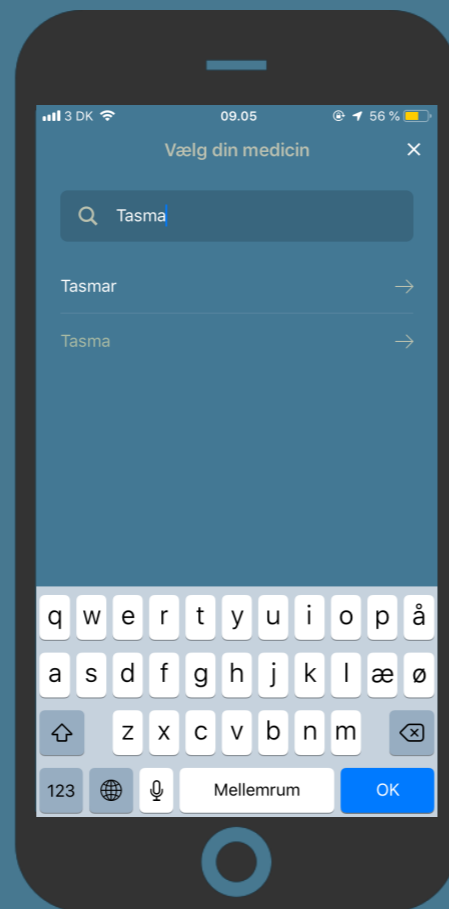 3 DK 09.05 56 %
Vælg din medicin
Tasma
Tasmar
Tasma
q w e r t y u i o p å
a s d f g h j k l æ ø
z x c v b n m
123 Mellemrum OK